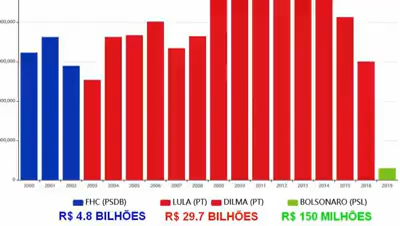 2000 2001 2002 2003 2004 2005 2006 2007 2008 2009 2010 2011 2012 2013 2014 2015 2018 2019
FHC (PSDB) LULA (PT) DILMA (PT) BOLSONARO (PSL)
R$ 4.8 BILHÕES R$ 29.7 BILHÕES R$ 150 MILHÕES